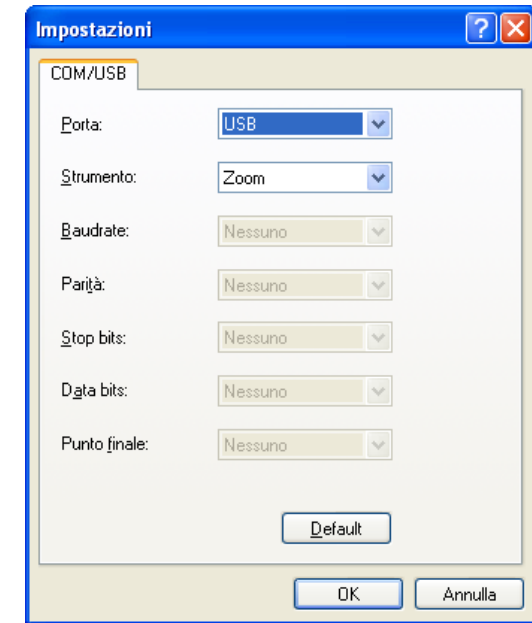 Impostazioni
COM/USB
Porta: USB
Strumento: Zoom
Baudrate: Nessuno
Parità: Nessuno
Stop bits: Nessuno
Data bits: Nessuno
Punto finale: Nessuno
Default
OK Annulla